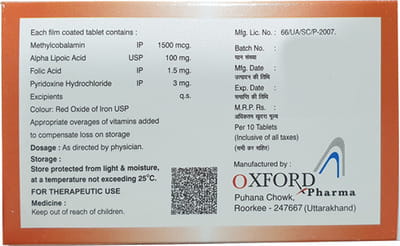 Each film coated tablet contains :
Methylcobalamin IP 1500 mcg.
Alpha Lipoic Acid USP 100 mg.
Folic Acid IP 1.5 mg.
Pyridoxine Hydrochloride IP 3 mg.
Excipients q.s.
Colour: Red Oxide of Iron USP
Appropriate overages of vitamins added
to compensate loss on storage
Dosage : As directed by physician.
Storage :
Store protected from light & moisture,
at a temperature not exceeding 25°C.
FOR THERAPEUTIC USE
Medicine :
Keep out of reach of children.
Mfg. Lic. No. : 66/UA/SC/P-2007.
Batch No. :
घान संख्या
Mfg. Date :
उत्पादन की तिथि
Exp. Date :
समाप्ति की तिथि
M.R.P. Rs. :
अधिकतम खुदरा मूल्य
Per 10 Tablets
(Inclusive of all taxes)
(सभी कर सहित)
Manufactured by :
OXFORD
Pharma
Puhana Chowk,
Roorkee - 247667 (Uttarakhand)